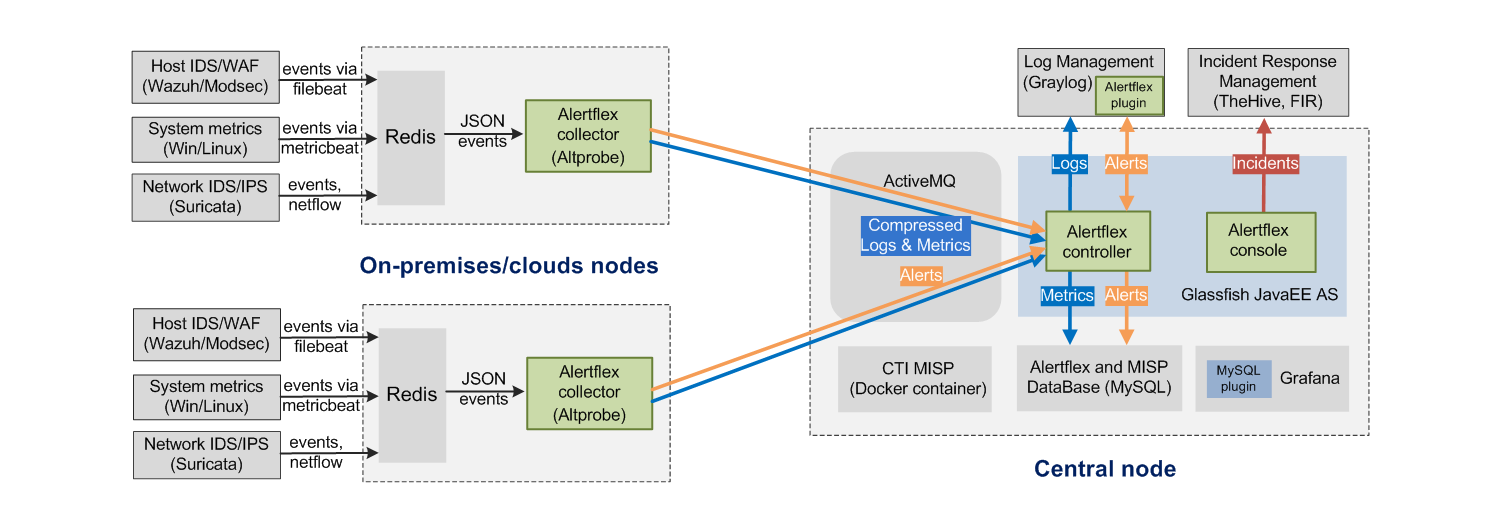 Host IDS/WAF
(Wazuh/Modsec)
events via
filebeat
System metrics
(Win/Linux)
events via
metricbeat
Network IDS/IPS
(Suricata)
events,
netflow
Redis
JSON
events
Alertflex
collector
(Altprobe)
On-premises/clouds nodes
Host IDS/WAF
(Wazuh/Modsec)
events via
filebeat
System metrics
(Win/Linux)
events via
metricbeat
Network IDS/IPS
(Suricata)
events,
netflow
Redis
JSON
events
Alertflex
collector
(Altprobe)
Log Management
(Graylog)
Alertflex
plugin
Incident Response
Management
(TheHive, FIR)
Logs
Alerts
Incidents
ActiveMQ
Compressed
Logs & Metrics
Alerts
Alertflex
controller
Alertflex
console
Metrics
Alerts
Glassfish JavaEE AS
CTI MISP
(Docker container)
Alertflex and MISP
DataBase (MySQL)
MySQL
plugin
Grafana
Central node